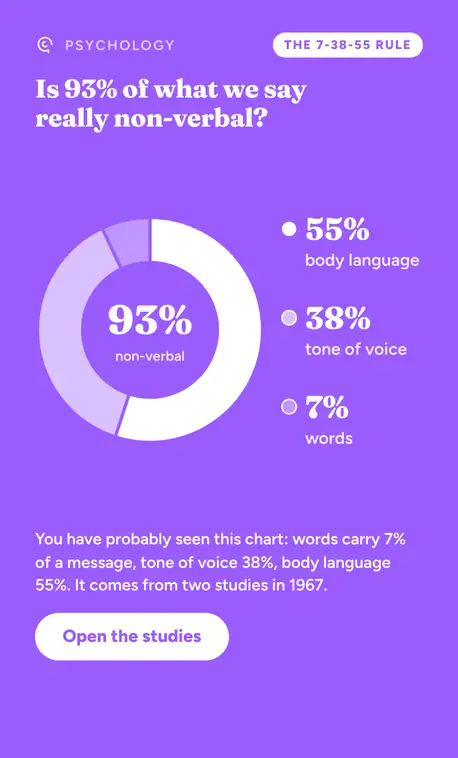 PSYCHOLOGY
THE 7-38-55 RULE
Is 93% of what we say
really non-verbal?
93%
non-verbal
55%
body language
38%
tone of voice
7%
words
You have probably seen this chart: words carry 7%
of a message, tone of voice 38%, body language
55%. It comes from two studies in 1967.
Open the studies